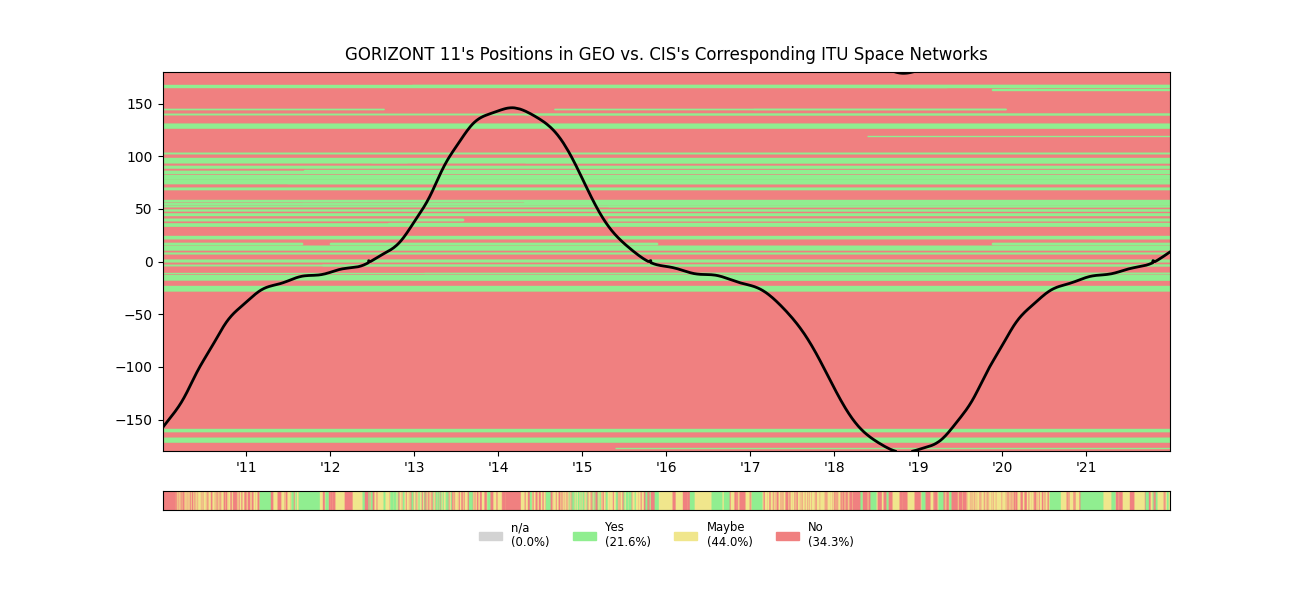 GORIZONT 11's Positions in GEO vs. CIS's Corresponding ITU Space Networks
150
100
50
0
−50
−100
−150
'11 '12 '13 '14 '15 '16 '17 '18 '19 '20 '21
n/a Yes Maybe No
(0.0%) (21.6%) (44.0%) (34.3%)